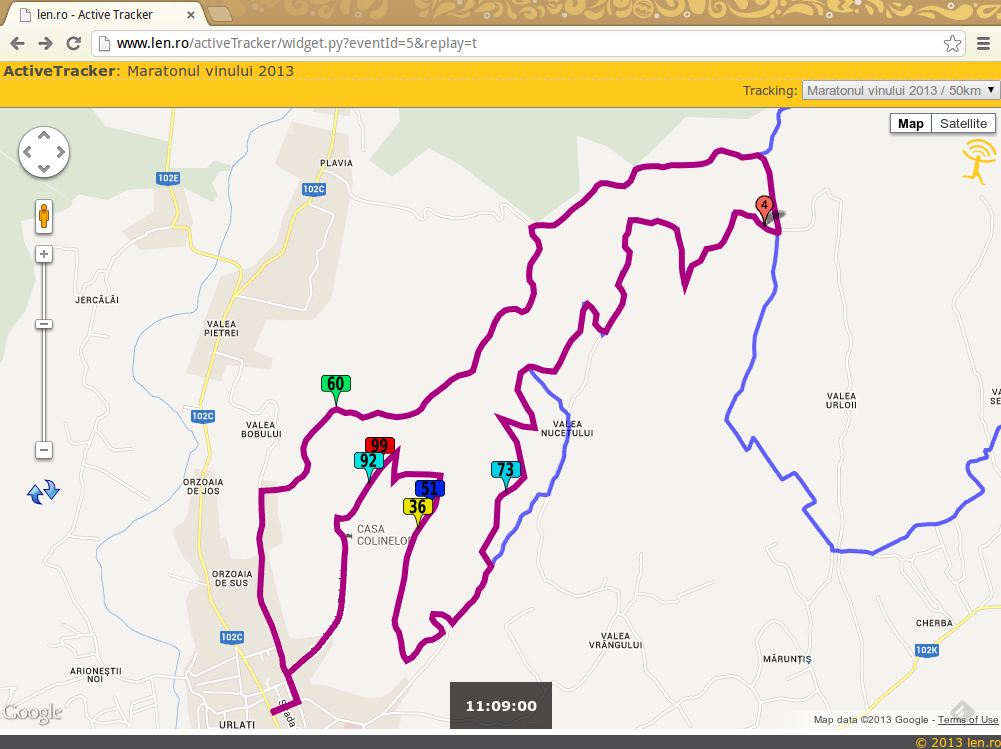 len.ro - Active Tracker
www.len.ro/activeTracker/widget.py?eventId=5&replay=t
ActiveTracker: Maratonul vinului 2013
Tracking: Maratonul vinului 2013 / 50km
Map Satellite
PLAVIA
102E
102C
4
JERCĂLĂI
VALEA
PIETREI
60
VALEA
URLOII
102C
VALEA
BOBULUI
VALEA
NUCETULUI
99
92
73
ORZOAIA
DE JOS
51
36
CASA
COLINELOR
ORZOAIA
DE SUS
CHERBA
102C
VALEA
VRÂNGULUI
102K
MĂRUNȚIȘ
ARIONEȘTII
NOI
Strada
11:09:00
Google
URLATI
Map data ©2013 Google - Terms of Use
© 2013 len.ro